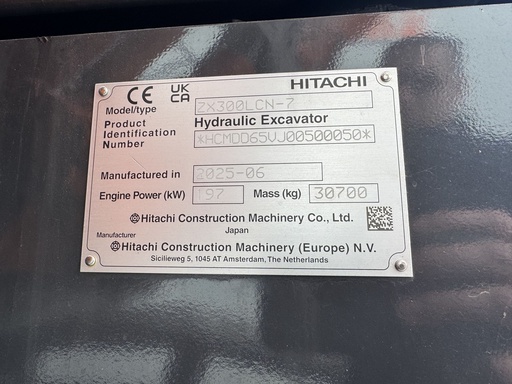 CE UK CA HITACHI
Model/type ZX300LCN-7
Product Identification Number Hydraulic Excavator
*HCMDD65VJ00500050*
Manufactured in 2025-06
Engine Power (kW) 197 Mass (kg) 30700
Hitachi Construction Machinery Co., Ltd.
Japan
Manufacturer
Hitachi Construction Machinery (Europe) N.V.
Sicilieweg 5, 1045 AT Amsterdam, The Netherlands